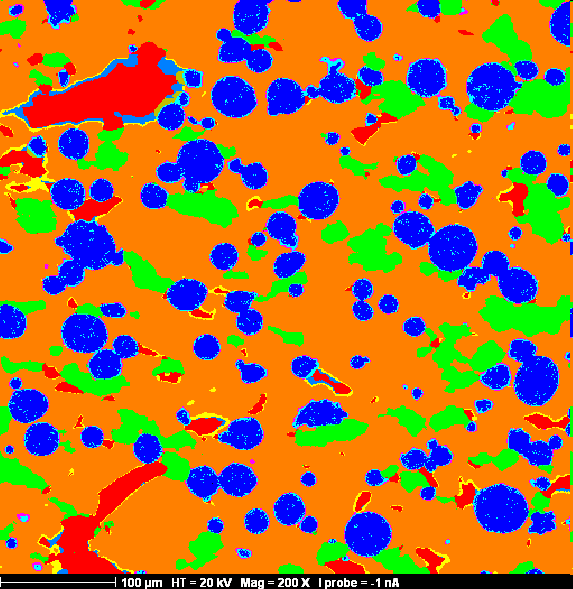 100 µm HT = 20 kV Mag = 200 X I probe = -1 nA